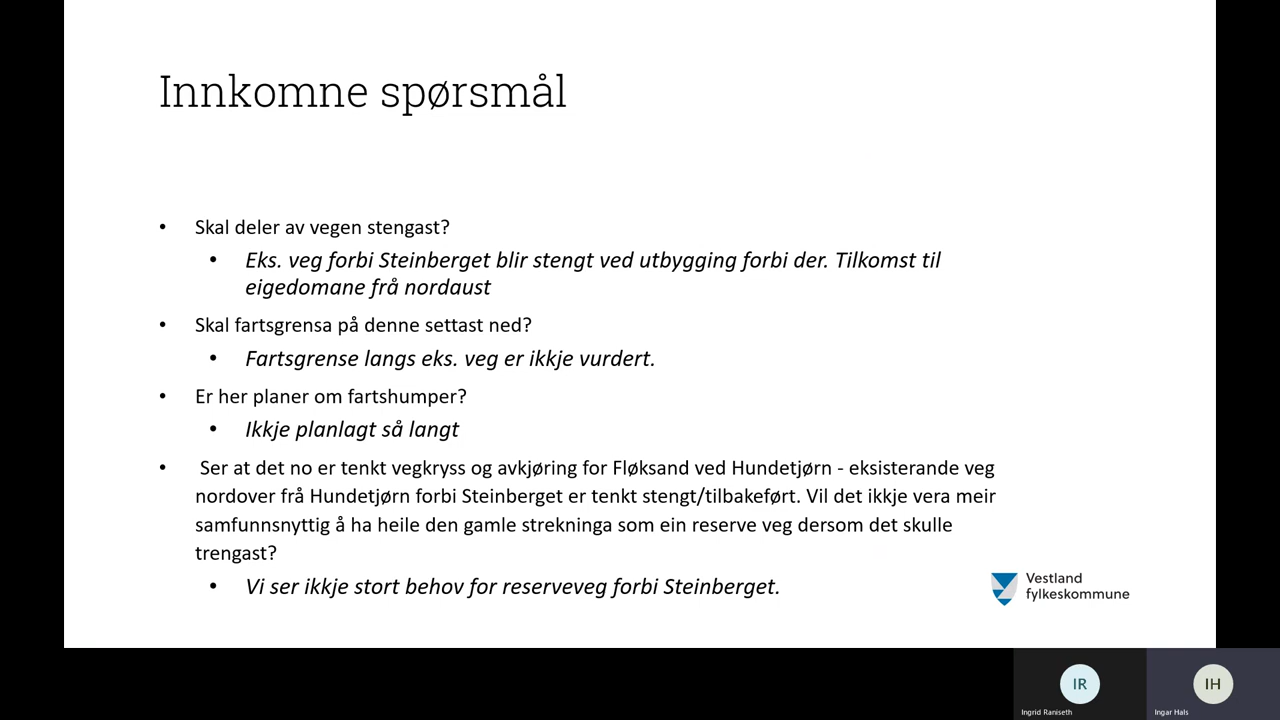 Innkomne spørsmål
• Skal deler av vegen stengast?
• Eks. veg forbi Steinberget blir stengt ved utbygging forbi der. Tilkomst til
eigedomane frå nordaust
• Skal fartsgrensa på denne settast ned?
• Fartsgrense langs eks. veg er ikkje vurdert.
• Er her planer om fartshumper?
• Ikkje planlagt så langt
• Ser at det no er tenkt vegkryss og avkjøring for Fløksand ved Hundetjørn - eksisterande veg
nordover frå Hundetjørn forbi Steinberget er tenkt stengt/tilbakeført. Vil det ikkje vera meir
samfunnsnyttig å ha heile den gamle strekninga som ein reserve veg dersom det skulle
trengast?
• Vi ser ikkje stort behov for reserveveg forbi Steinberget.
Vestland
fylkeskommune
IR
Ingrid Raniseth
IH
Ingar Hals